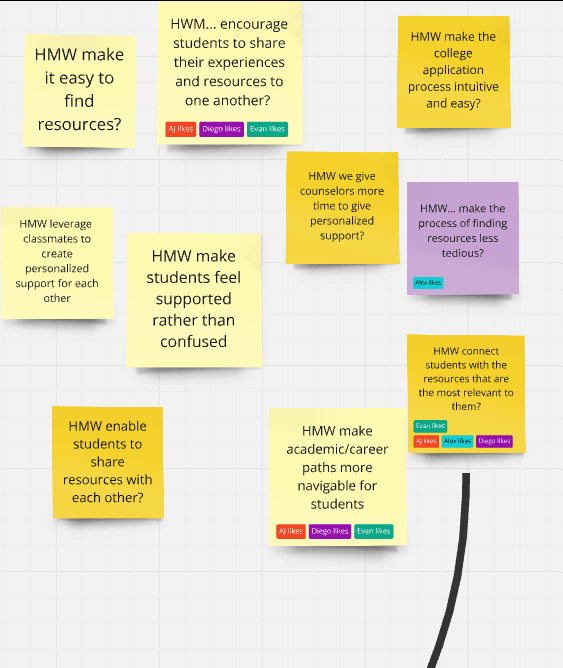 HMW make
it easy to
find
resources?
HWM... encourage
students to share
their experiences
and resources to
one another?
AJ likes Diego likes Evan likes
HMW make the
college
application
process intuitive
and easy?
HMW we give
counselors more
time to give
personalized
support?
HMW... make the
process of finding
resources less
tedious?
Alex likes
HMW leverage
classmates to
create
personalized
support for each
other
HMW make
students feel
supported
rather than
confused
HMW connect
students with the
resources that are
the most relevant to
them?
Evan likes
AJ likes Alex likes Diego likes
HMW enable
students to
share
resources with
each other?
HMW make
academic/career
paths more
navigable for
students
AJ likes Diego likes Evan likes